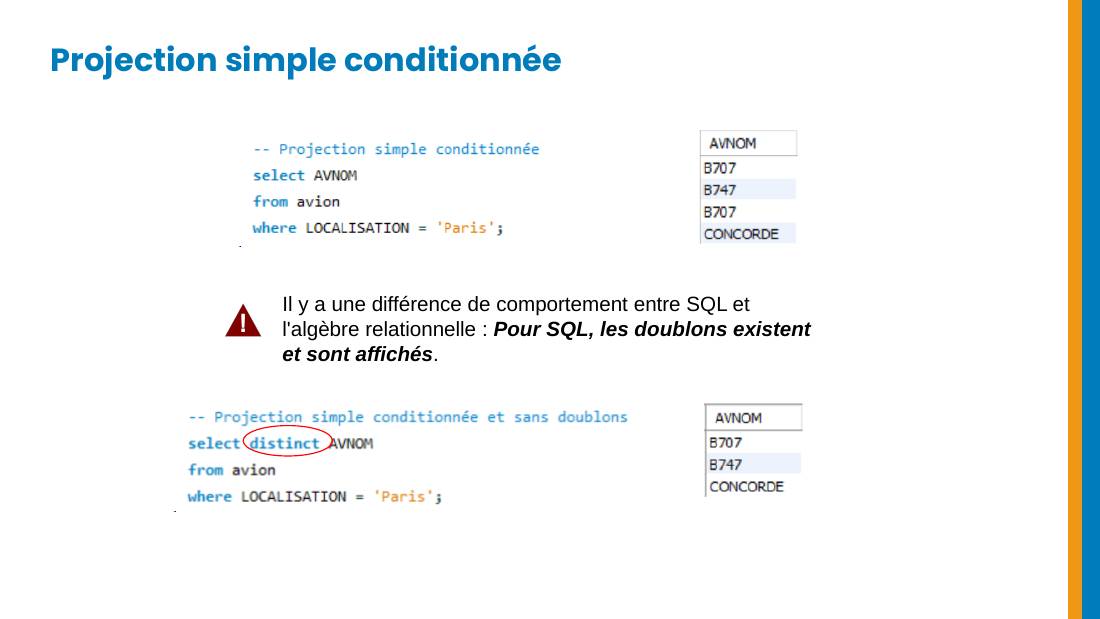 Projection simple conditionnée
-- Projection simple conditionnée
select AVNOM
from avion
where LOCALISATION = 'Paris';
AVNOM
B707
B747
B707
CONCORDE
Il y a une différence de comportement entre SQL et
l'algèbre relationnelle : Pour SQL, les doublons existent
et sont affichés.
-- Projection simple conditionnée et sans doublons
select distinct AVNOM
from avion
where LOCALISATION = 'Paris';
AVNOM
B707
B747
CONCORDE